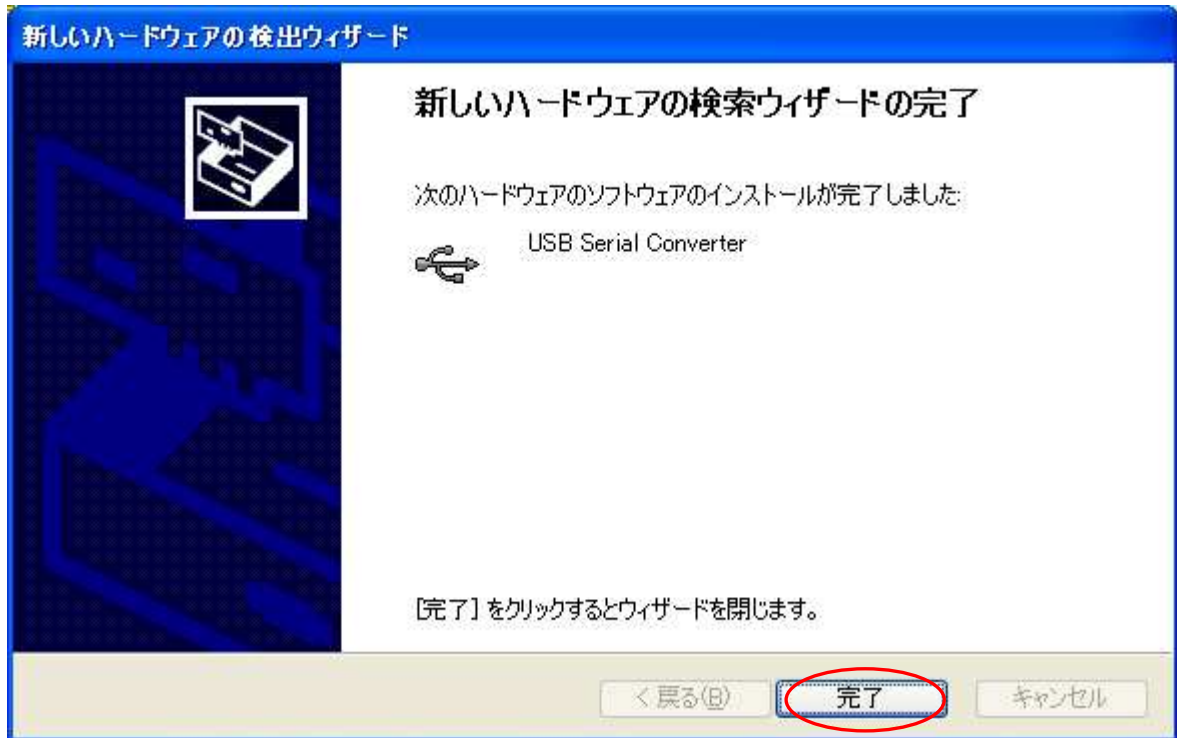 新しいハードウェアの検出ウィザード
新しいハードウェアの検索ウィザードの完了
次のハードウェアのソフトウェアのインストールが完了しました:
USB Serial Converter
[完了] をクリックするとウィザードを閉じます。
< 戻る(B)
完了
キャンセル